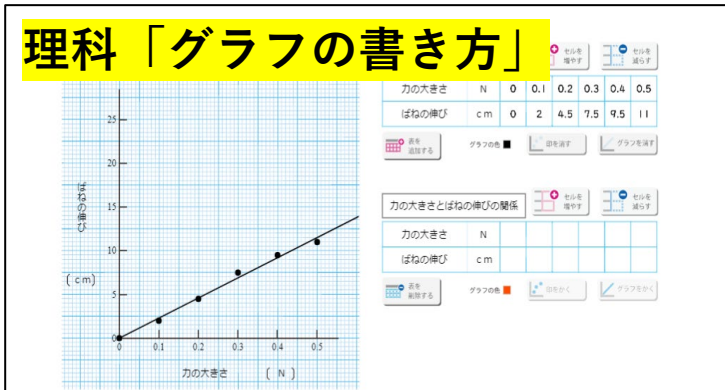 理科「グラフの書き方」
セルを
増やす
セルを
減らす
力の大きさ N 0 0.1 0.2 0.3 0.4 0.5
ばねの伸び cm 0 2 4.5 7.5 9.5 11
表を
追加する
グラフの色
印を消す
グラフを消す
力の大きさとばねの伸びの関係
セルを
増やす
セルを
減らす
力の大きさ N
ばねの伸び cm
表を
削除する
グラフの色
印をかく
グラフをかく
ばねの伸び
(cm)
25
20
15
10
5
0
0 0.1 0.2 0.3 0.4 0.5
力の大きさ (N)